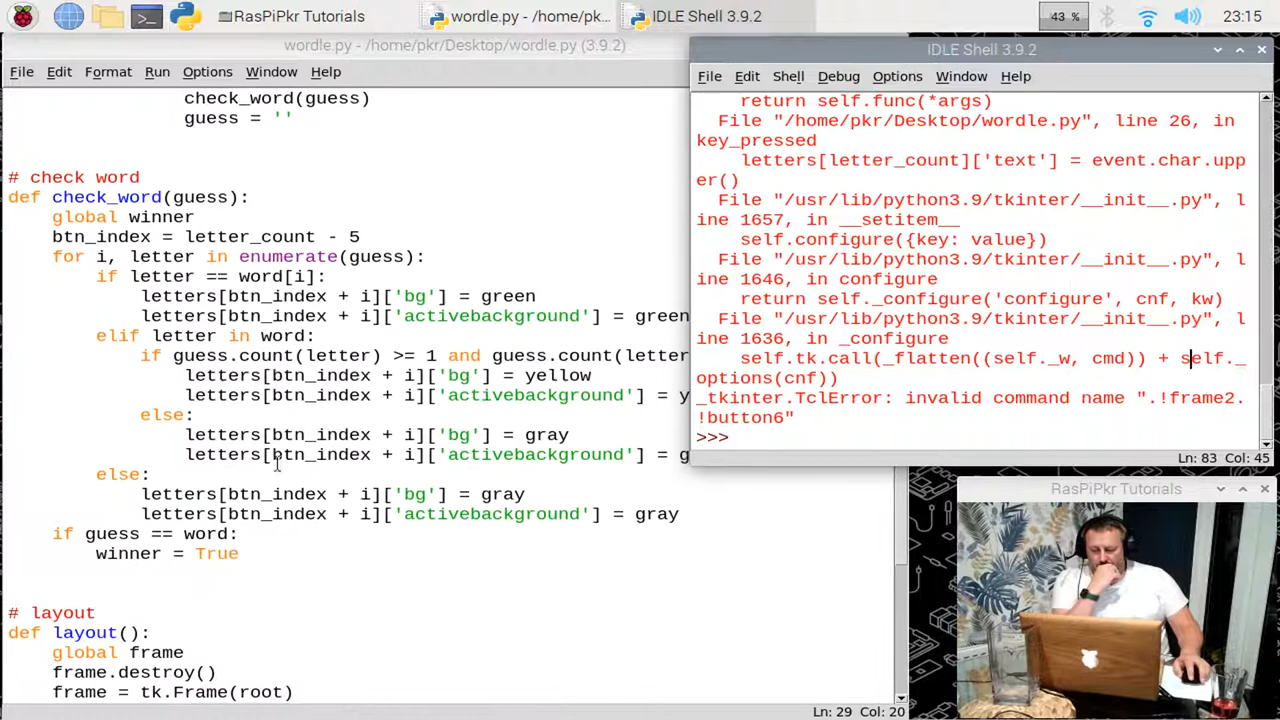 RasPiPkr Tutorials
wordle.py - /home/pk...
IDLE Shell 3.9.2
43 %
23:15
wordle.py - /home/pkr/Desktop/wordle.py (3.9.2)
File Edit Format Run Options Window Help
check_word(guess)
guess = ''
# check word
def check_word(guess):
global winner
btn_index = letter_count - 5
for i, letter in enumerate(guess):
if letter == word[i]:
letters[btn_index + i]['bg'] = green
letters[btn_index + i]['activebackground'] = green
elif letter in word:
if guess.count(letter) >= 1 and guess.count(letter
letters[btn_index + i]['bg'] = yellow
letters[btn_index + i]['activebackground'] = y
else:
letters[btn_index + i]['bg'] = gray
letters[btn_index + i]['activebackground'] = g
else:
letters[btn_index + i]['bg'] = gray
letters[btn_index + i]['activebackground'] = gray
if guess == word:
winner = True
# layout
def layout():
global frame
frame.destroy()
frame = tk.Frame(root)
Ln: 29 Col: 20
IDLE Shell 3.9.2
File Edit Shell Debug Options Window Help
return self.func(*args)
File "/home/pkr/Desktop/wordle.py", line 26, in
key_pressed
letters[letter_count]['text'] = event.char.upp
er()
File "/usr/lib/python3.9/tkinter/__init__.py", l
ine 1657, in __setitem__
self.configure({key: value})
File "/usr/lib/python3.9/tkinter/__init__.py", l
ine 1646, in configure
return self._configure('configure', cnf, kw)
File "/usr/lib/python3.9/tkinter/__init__.py", l
ine 1636, in _configure
self.tk.call(_flatten((self._w, cmd)) + self._
options(cnf))
_tkinter.TclError: invalid command name ".!frame2.
!button6"
>>>
Ln: 83 Col: 45
RasPiPkr Tutorials